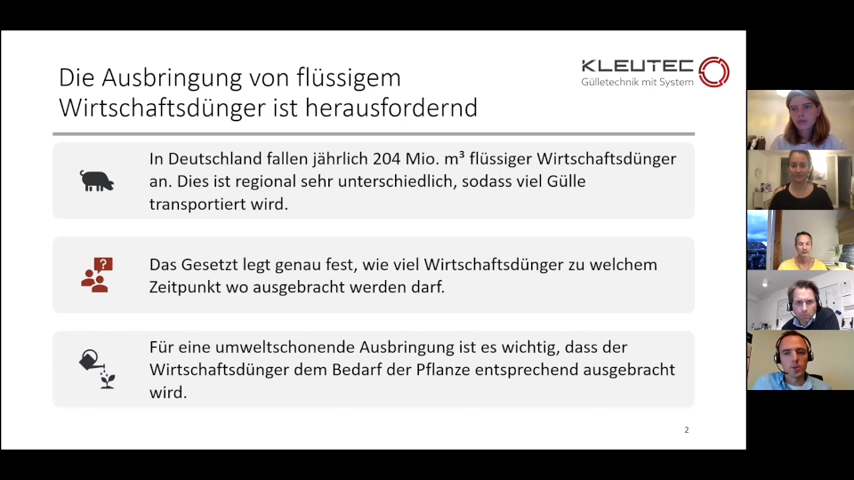 Die Ausbringung von flüssigem
Wirtschaftsdünger ist herausfordernd
KLEUTEC
Gülletechnik mit System
In Deutschland fallen jährlich 204 Mio. m³ flüssiger Wirtschaftsdünger
an. Dies ist regional sehr unterschiedlich, sodass viel Gülle
transportiert wird.
?
Das Gesetzt legt genau fest, wie viel Wirtschaftsdünger zu welchem
Zeitpunkt wo ausgebracht werden darf.
Für eine umweltschonende Ausbringung ist es wichtig, dass der
Wirtschaftsdünger dem Bedarf der Pflanze entsprechend ausgebracht
wird.
2